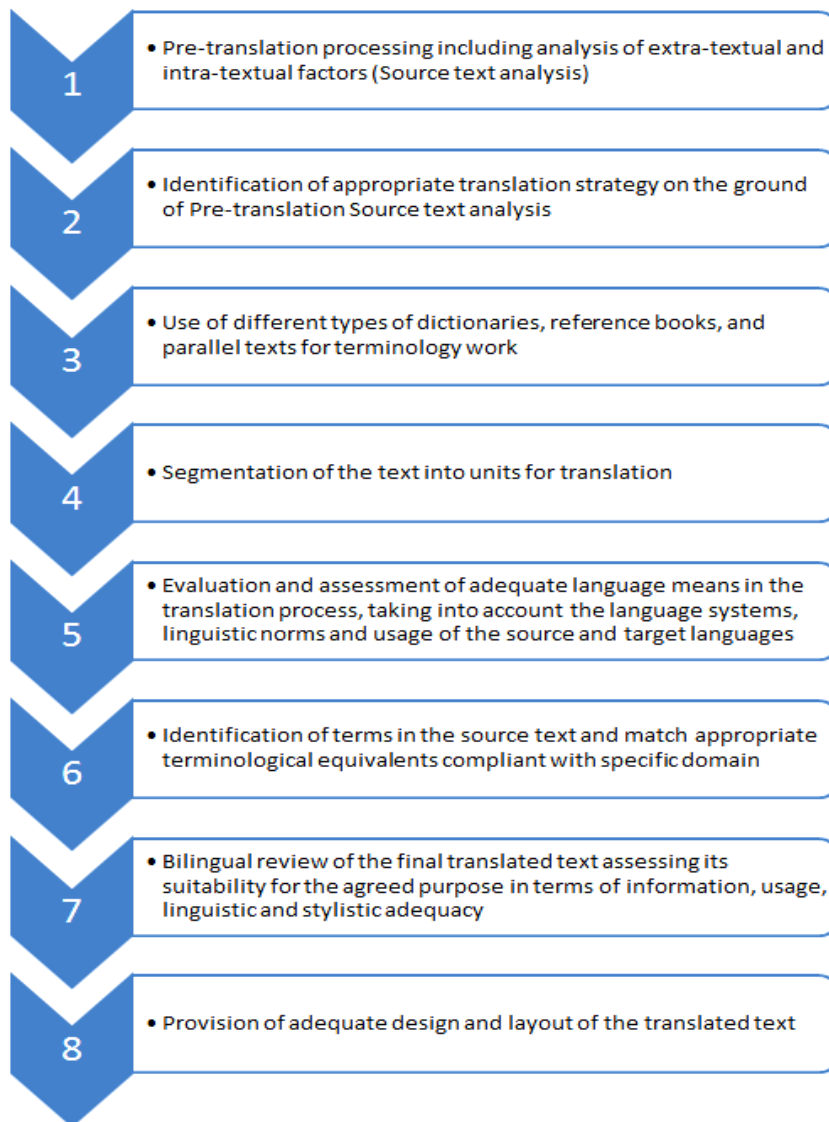 1
• Pre-translation processing including analysis of extra-textual and
intra-textual factors (Source text analysis)
2
• Identification of appropriate translation strategy on the ground
of Pre-translation Source text analysis
3
• Use of different types of dictionaries, reference books, and
parallel texts for terminology work
4
• Segmentation of the text into units for translation
5
• Evaluation and assessment of adequate language means in the
translation process, taking into account the language systems,
linguistic norms and usage of the source and target languages
6
• Identification of terms in the source text and match appropriate
terminological equivalents compliant with specific domain
7
• Bilingual review of the final translated text assessing its
suitability for the agreed purpose in terms of information, usage,
linguistic and stylistic adequacy
8
• Provision of adequate design and layout of the translated text